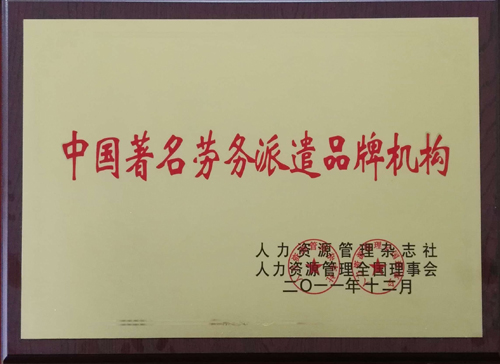 中国著名劳务派遣品牌机构
人力资源管理杂志社
人力资源管理全国理事会
二〇一一年十二月